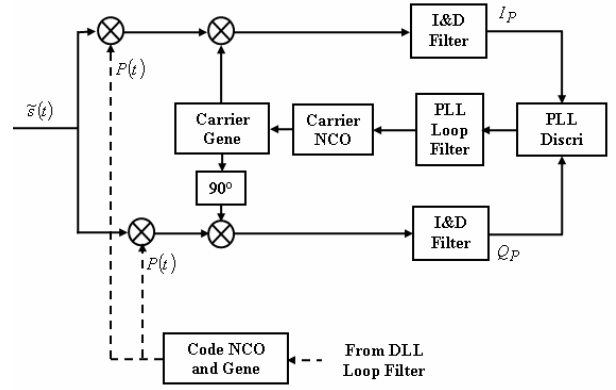 I&D
Filter
I_P
P(t)
s̃(t)
Carrier
Gene
Carrier
NCO
PLL
Loop
Filter
PLL
Discri
90°
I&D
Filter
P(t)
Q_P
Code NCO
and Gene
From DLL
Loop Filter